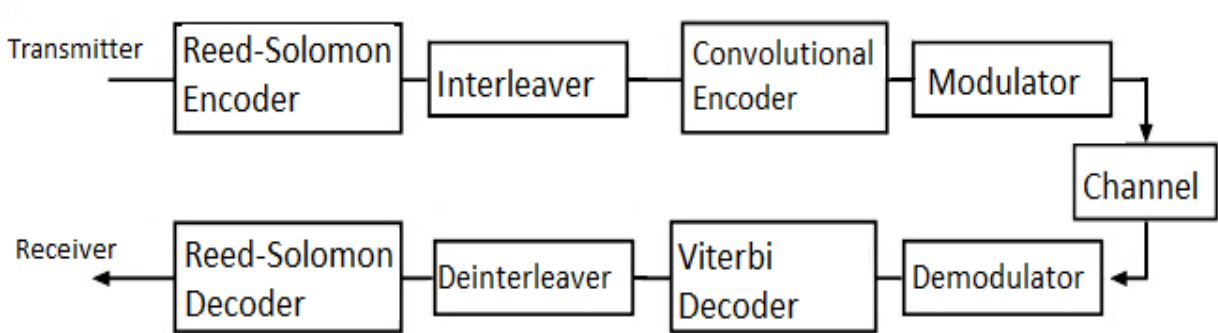 Transmitter
Reed-Solomon
Encoder
Interleaver
Convolutional
Encoder
Modulator
Channel
Receiver
Reed-Solomon
Decoder
Deinterleaver
Viterbi
Decoder
Demodulator